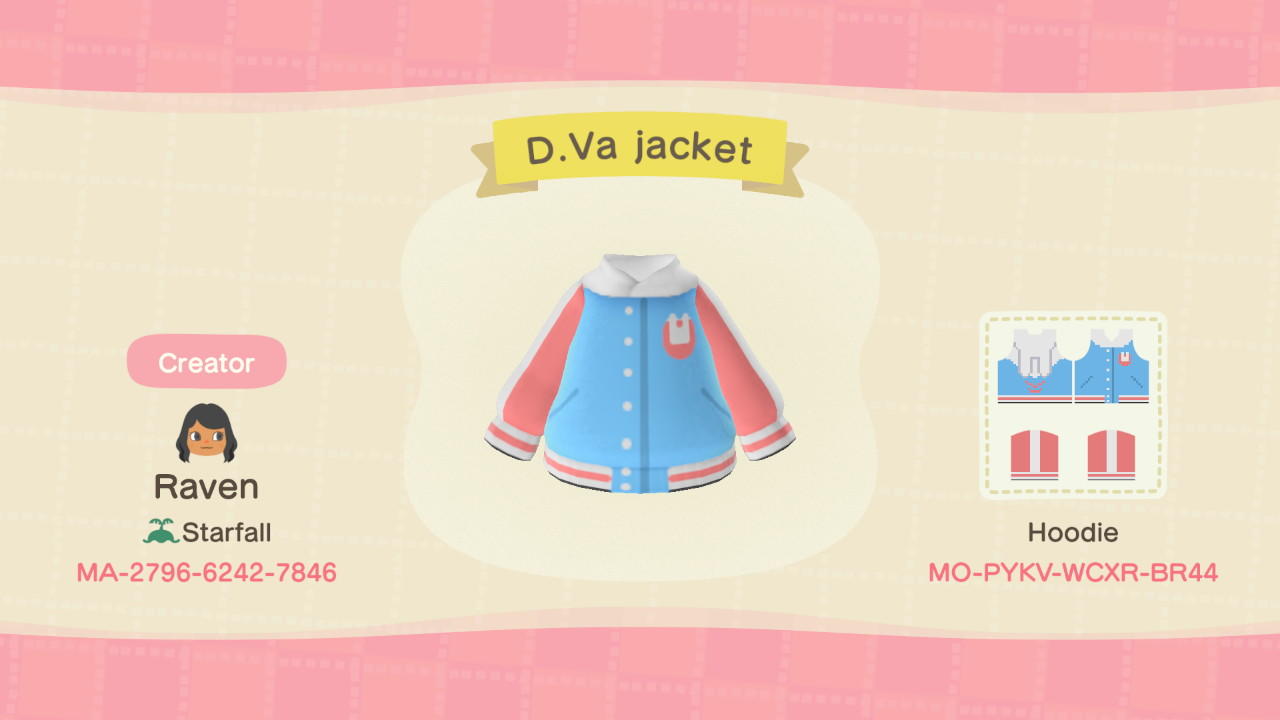 D.Va jacket
Creator
Raven
Starfall
MA-2796-6242-7846
Hoodie
MO-PYKV-WCXR-BR44